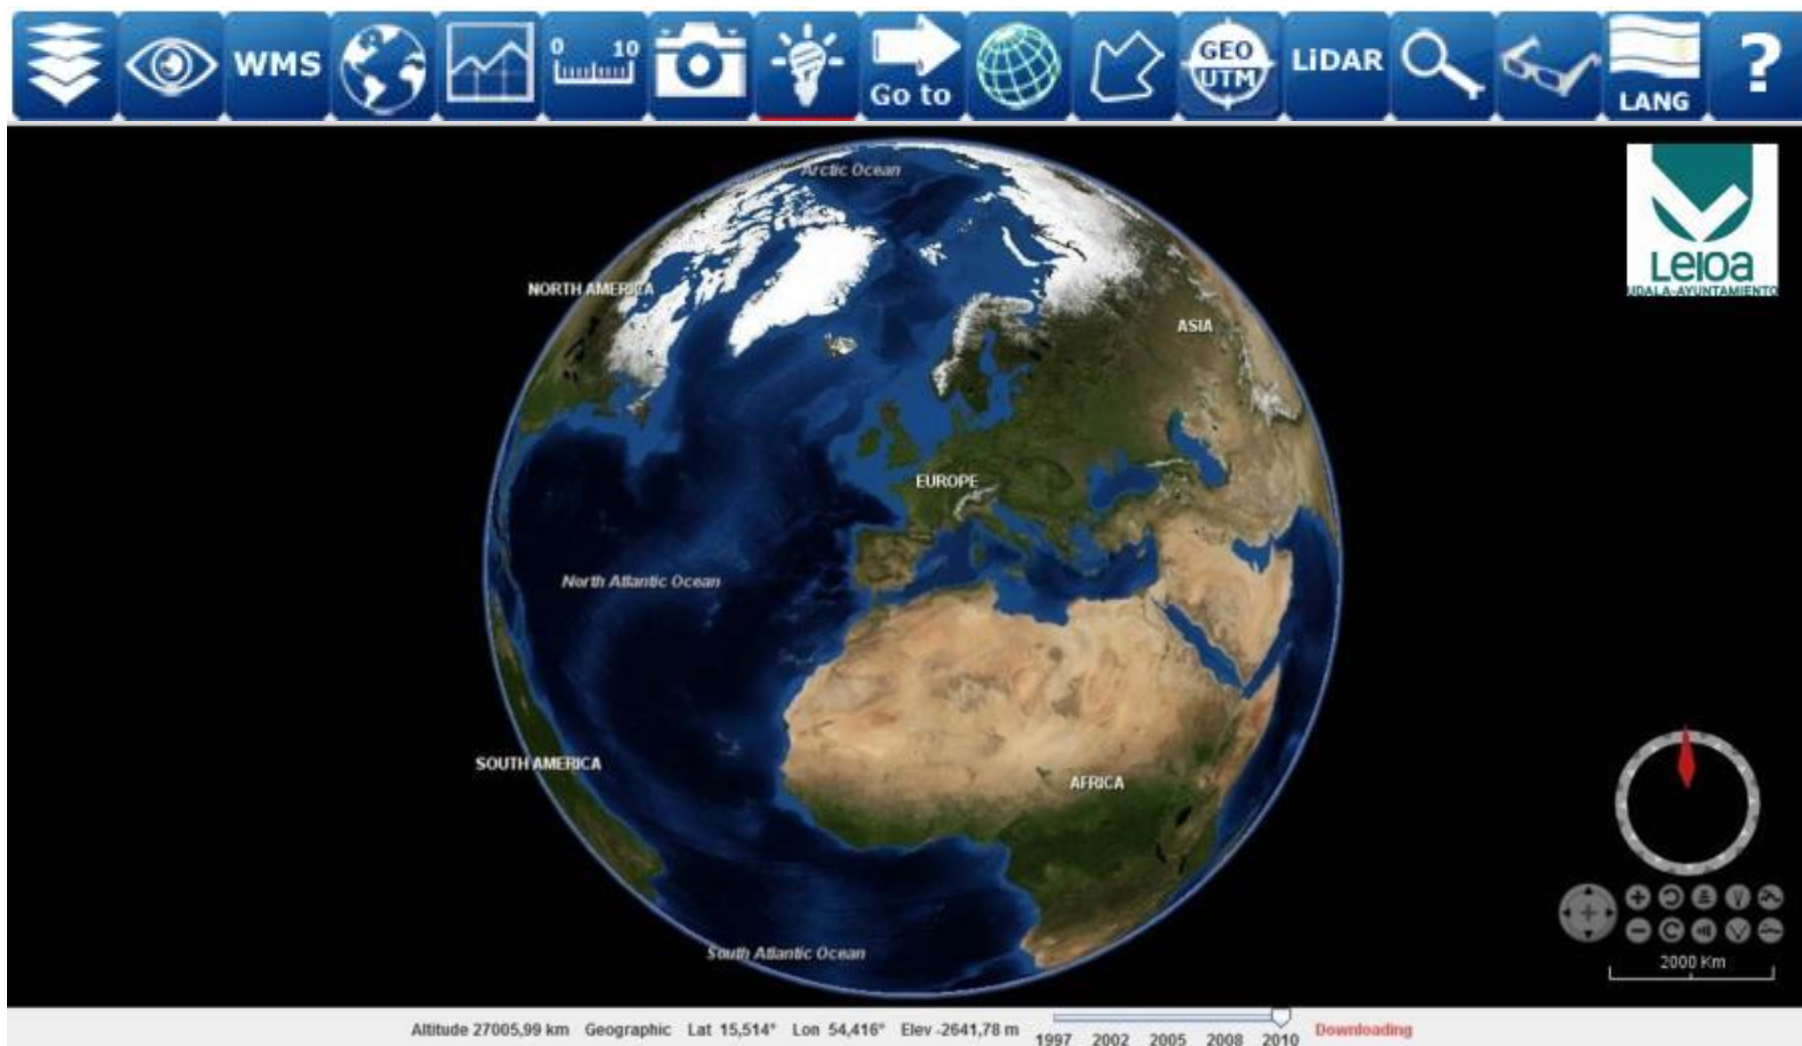 WMS
0 10
Go to
GEO
UTM
LiDAR
LANG
?
Arctic Ocean
Leioa
UDALA-AYUNTAMIENTO
NORTH AMERICA
ASIA
EUROPE
North Atlantic Ocean
SOUTH AMERICA
AFRICA
South Atlantic Ocean
2000 Km
Altitude 27005,99 km Geographic Lat 15,514° Lon 54,416° Elev -2641,78 m
1997 2002 2005 2008 2010
Downloading